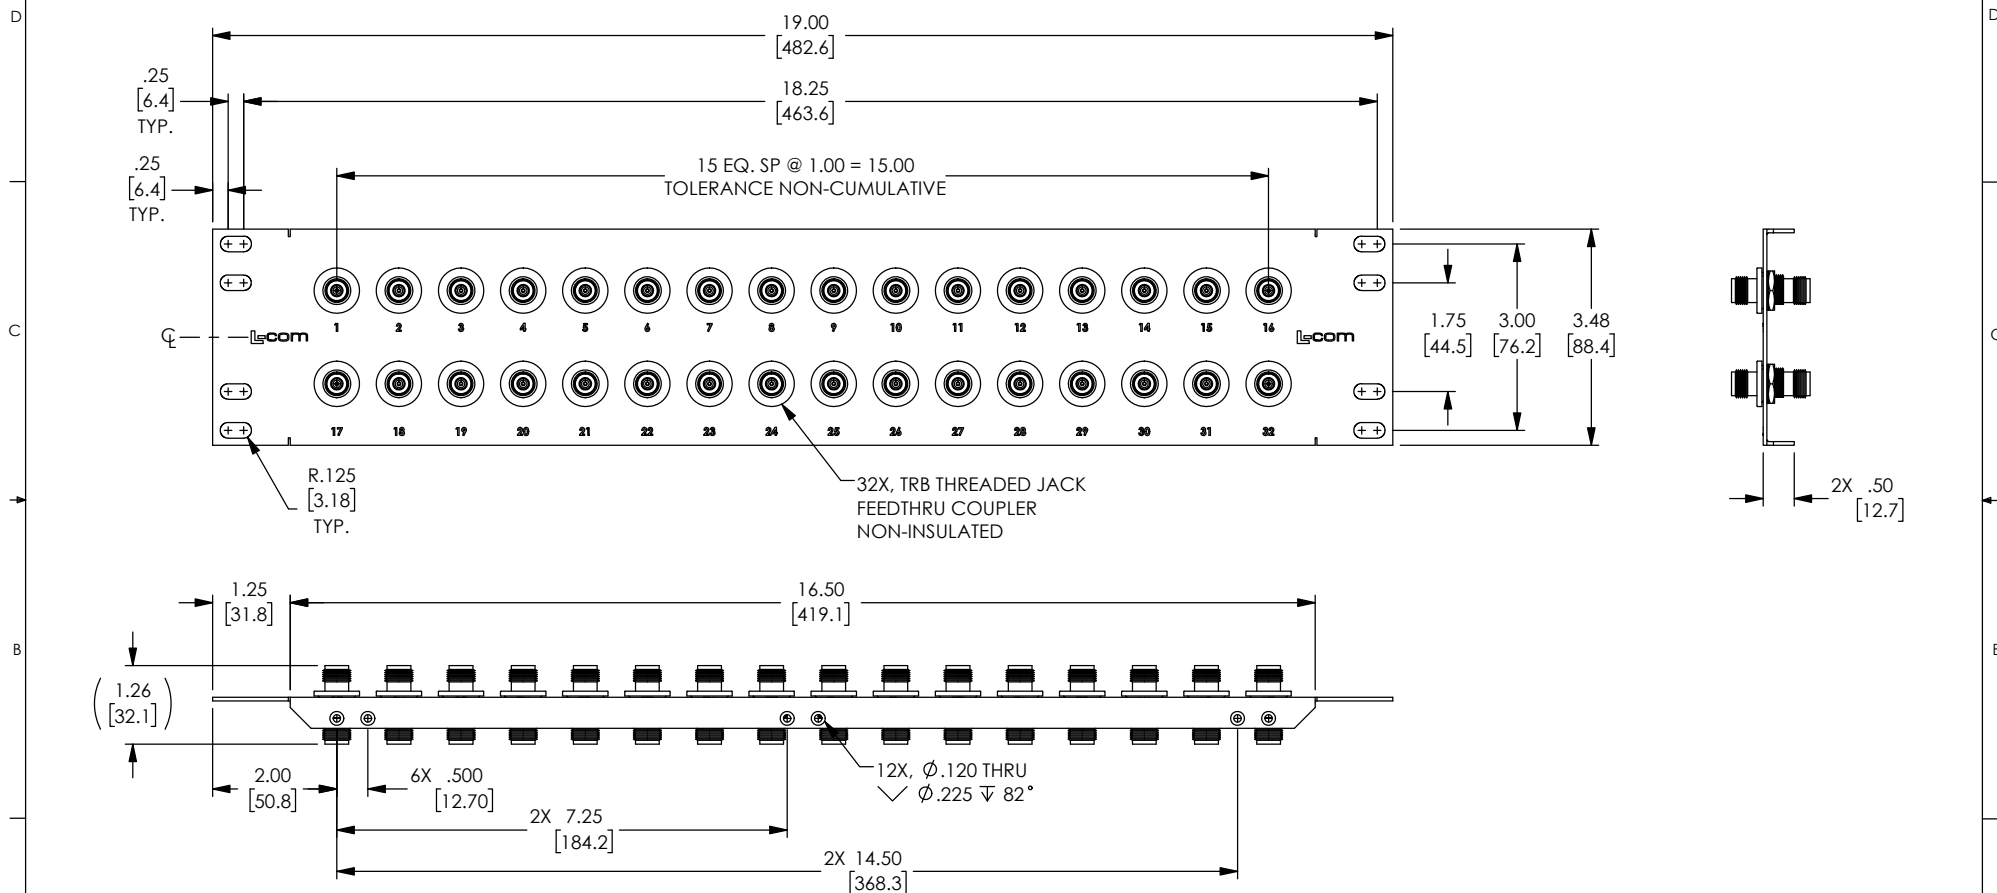 D
D
19.00
[482.6]
.25
[6.4]
TYP.
18.25
[463.6]
.25
[6.4]
TYP.
15 EQ. SP @ 1.00 = 15.00
TOLERANCE NON-CUMULATIVE
1 2 3 4 5 6 7 8 9 10 11 12 13 14 15 16
C
℄
L-com
L-com
1.75
[44.5]
3.00
[76.2]
3.48
[88.4]
17 18 19 20 21 22 23 24 25 26 27 28 29 30 31 32
R.125
[3.18]
TYP.
32X, TRB THREADED JACK
FEEDTHRU COUPLER
NON-INSULATED
2X .50
[12.7]
1.25
[31.8]
16.50
[419.1]
B
(1.26
[32.1])
2.00
[50.8]
6X .500
[12.70]
12X, Ø.120 THRU
⌵ Ø.225 ↧ 82°
2X 7.25
[184.2]
2X 14.50
[368.3]